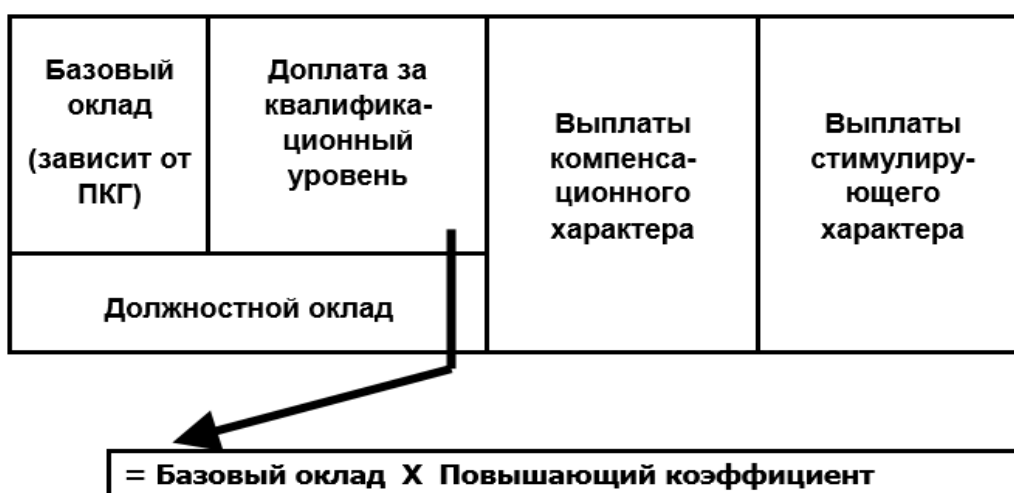 Базовый
оклад
(зависит от
ПКГ)
Доплата за
квалифика-
ционный
уровень
Выплаты
компенса-
ционного
характера
Выплаты
стимулиру-
ющего
характера
Должностной оклад
= Базовый оклад X Повышающий коэффициент